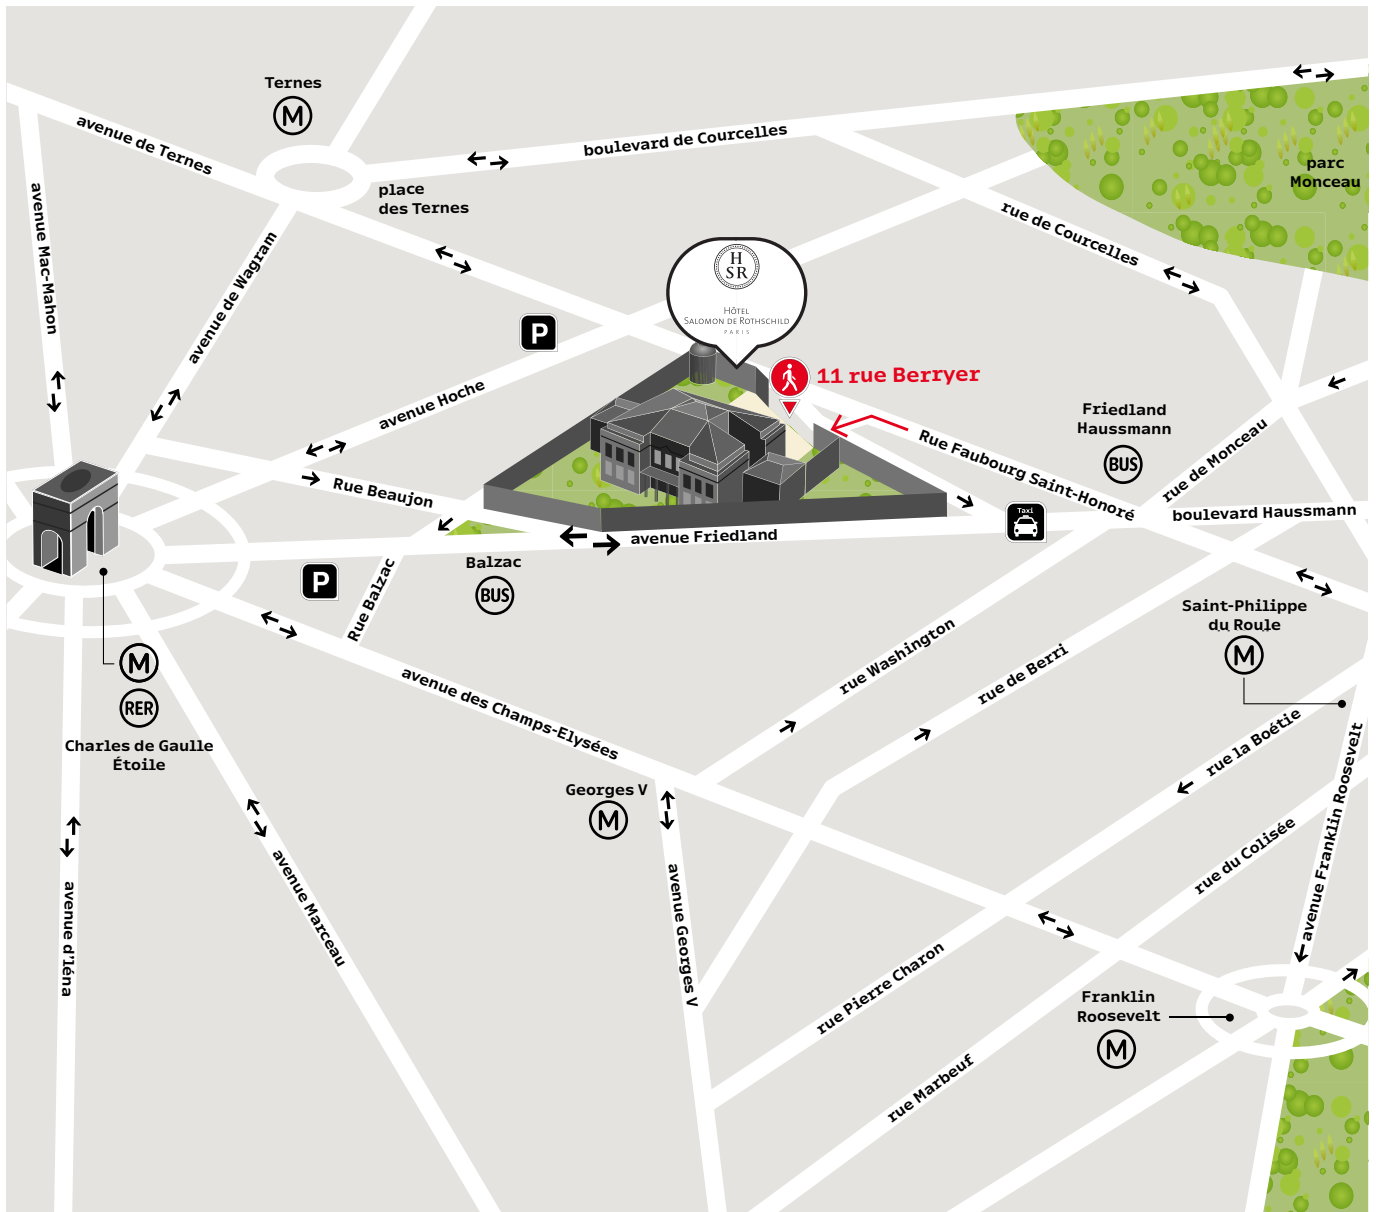 Ternes
M
avenue de Ternes
boulevard de Courcelles
parc
Monceau
place
des Ternes
avenue Mac-Mahon
avenue de Wagram
rue de Courcelles
H
SR
HÔTEL
SALOMON DE ROTHSCHILD
PARIS
P
11 rue Berryer
avenue Hoche
Friedland
Haussmann
BUS
Rue Faubourg Saint-Honoré
rue de Monceau
Rue Beaujon
boulevard Haussmann
Taxi
avenue Friedland
Balzac
BUS
P
Rue Balzac
Saint-Philippe
du Roule
M
M
RER
Charles de Gaulle
Étoile
rue Washington
rue de Berri
avenue des Champs-Elysées
rue la Boétie
avenue Franklin Roosevelt
Georges V
M
rue du Colisée
avenue d'Iéna
avenue Marceau
avenue Georges V
rue Pierre Charon
Franklin
Roosevelt
M
rue Marbeuf